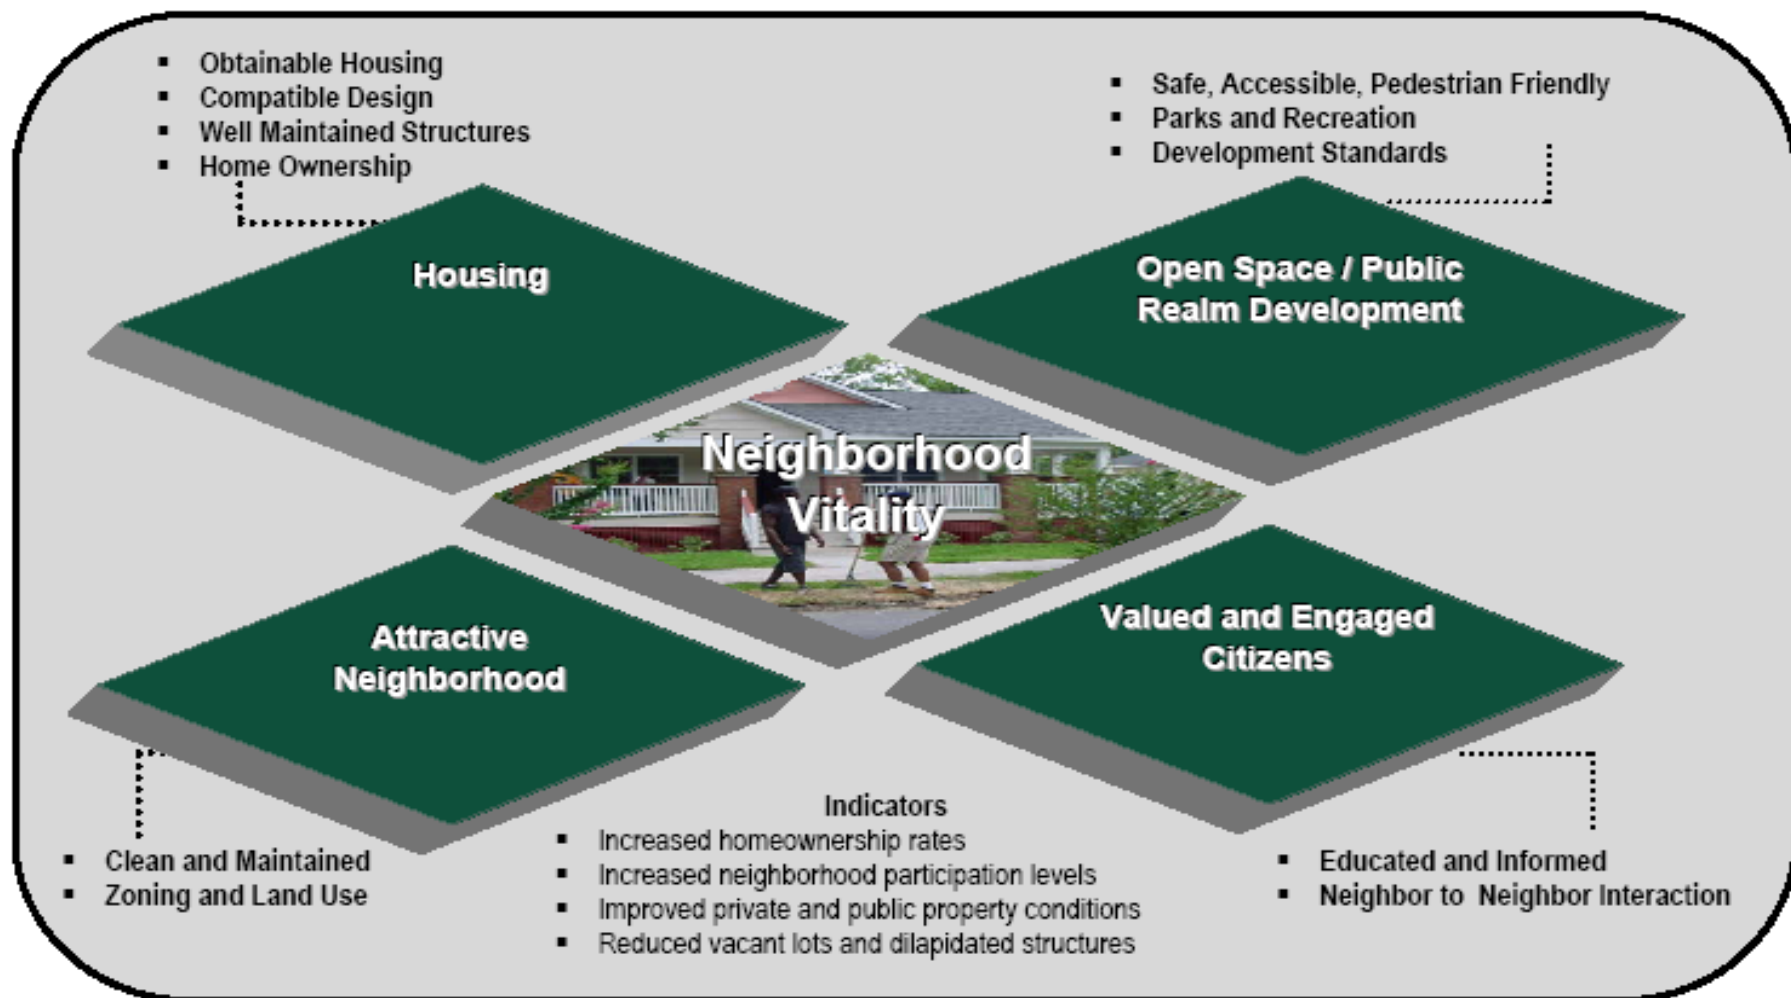 Obtainable Housing
Compatible Design
Well Maintained Structures
Home Ownership
Safe, Accessible, Pedestrian Friendly
Parks and Recreation
Development Standards
Housing
Open Space / Public
Realm Development
Neighborhood
Vitality
Attractive
Neighborhood
Valued and Engaged
Citizens
Clean and Maintained
Zoning and Land Use
Indicators
Increased homeownership rates
Increased neighborhood participation levels
Improved private and public property conditions
Reduced vacant lots and dilapidated structures
Educated and Informed
Neighbor to Neighbor Interaction